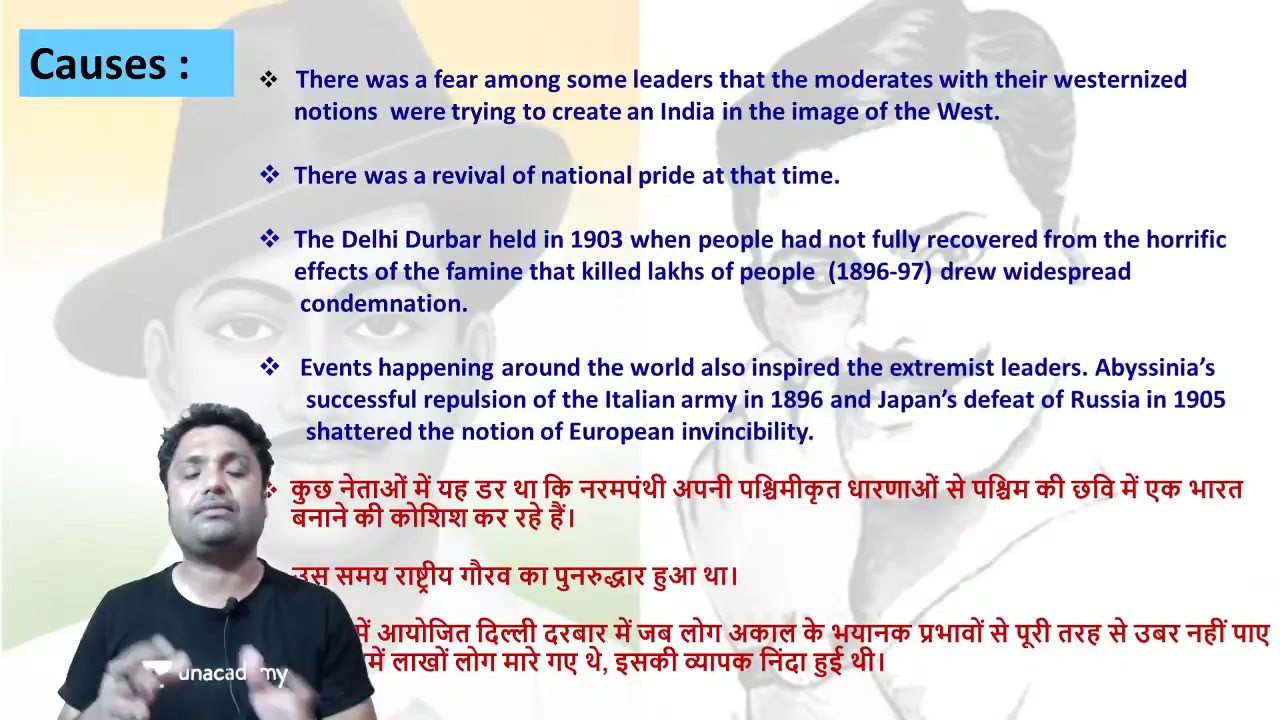 Causes :
❖ There was a fear among some leaders that the moderates with their westernized
notions were trying to create an India in the image of the West.
❖ There was a revival of national pride at that time.
❖ The Delhi Durbar held in 1903 when people had not fully recovered from the horrific
effects of the famine that killed lakhs of people (1896-97) drew widespread
condemnation.
❖ Events happening around the world also inspired the extremist leaders. Abyssinia’s
successful repulsion of the Italian army in 1896 and Japan’s defeat of Russia in 1905
shattered the notion of European invincibility.
❖ कुछ नेताओं में यह डर था कि नरमपंथी अपनी पश्चिमीकृत धारणाओं से पश्चिम की छवि में एक भारत
बनाने की कोशिश कर रहे हैं।
उस समय राष्ट्रीय गौरव का पुनरुद्धार हुआ था।
में आयोजित दिल्ली दरबार में जब लोग अकाल के भयानक प्रभावों से पूरी तरह से उबर नहीं पाए
में लाखों लोग मारे गए थे, इसकी व्यापक निंदा हुई थी।
unacademy